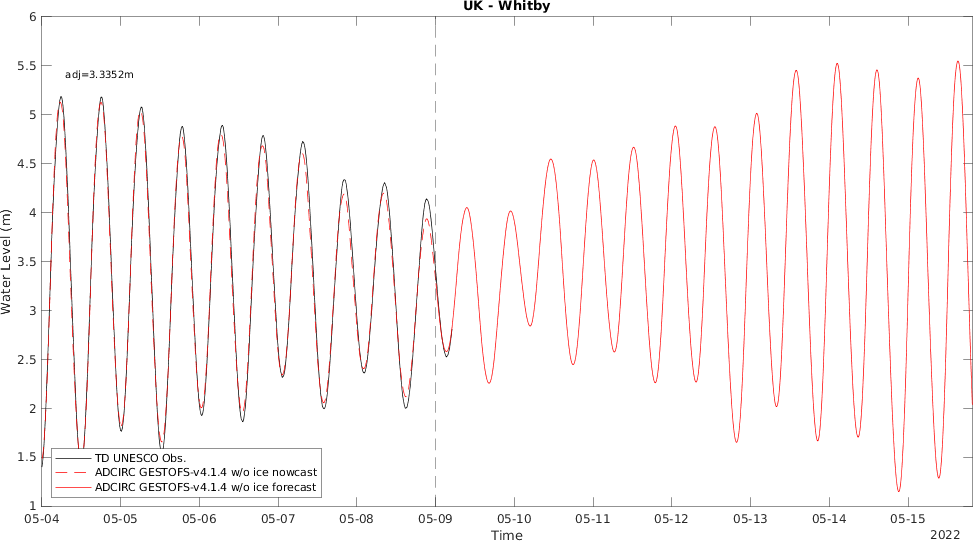 UK - Whitby
6
5.5
5
4.5
4
3.5
3
2.5
2
1.5
1
Water Level (m)
adj=3.3352m
TD UNESCO Obs.
ADCIRC GESTOFS-v4.1.4 w/o ice nowcast
ADCIRC GESTOFS-v4.1.4 w/o ice forecast
05-04 05-05 05-06 05-07 05-08 05-09 05-10 05-11 05-12 05-13 05-14 05-15
Time
2022